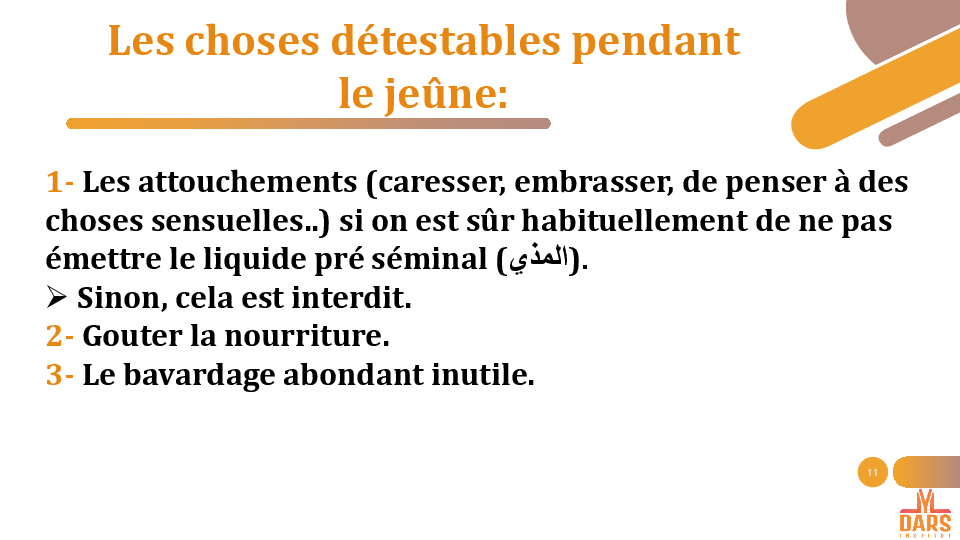 Les choses détestables pendant
le jeûne:
1- Les attouchements (caresser, embrasser, de penser à des
choses sensuelles..) si on est sûr habituellement de ne pas
émettre le liquide pré séminal (المذي).
➢ Sinon, cela est interdit.
2- Gouter la nourriture.
3- Le bavardage abondant inutile.
11
DARS
INSTITUT